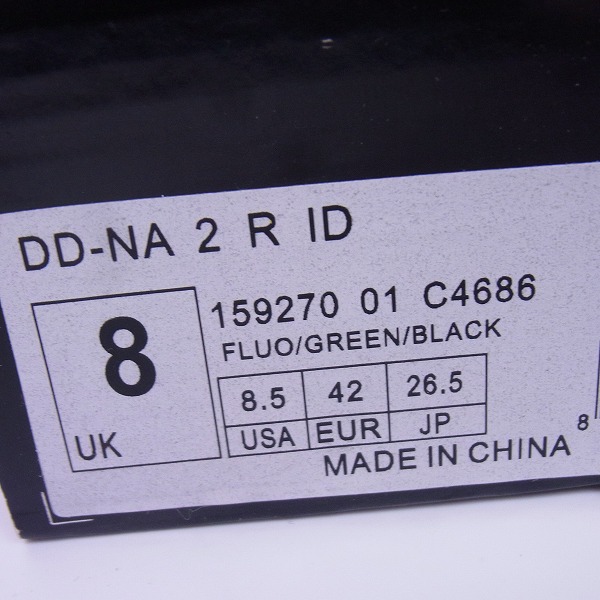 DD-NA 2 R ID
8
UK
159270 01 C4686
FLUO/GREEN/BLACK
8.5 42 26.5
USA EUR JP
MADE IN CHINA
8